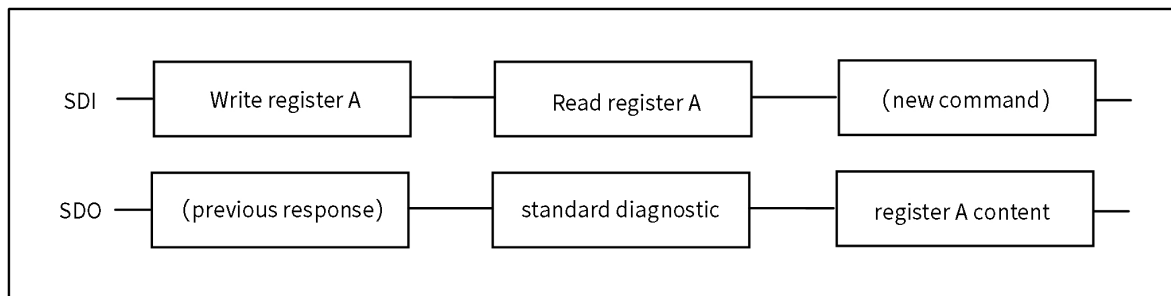 SDI Write register A Read register A (new command)
SDO (previous response) standard diagnostic register A content